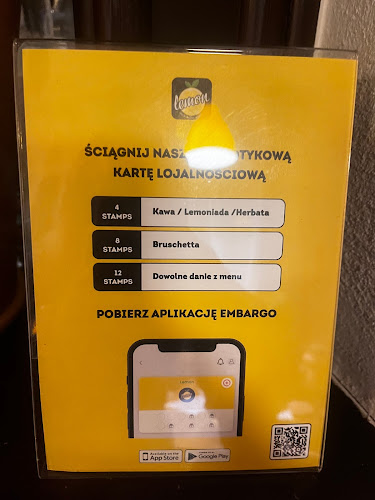 lemon
ŚCIĄGNIJ
KARTĘ LOJALNOŚCIOWĄ
4
STAMPS
Kawa / Lemoniada /Herbata
8
STAMPS
Bruschetta
12
STAMPS
Dowolne danie z menu
POBIERZ APLIKACJĘ EMBARGO
App Store
Google Play